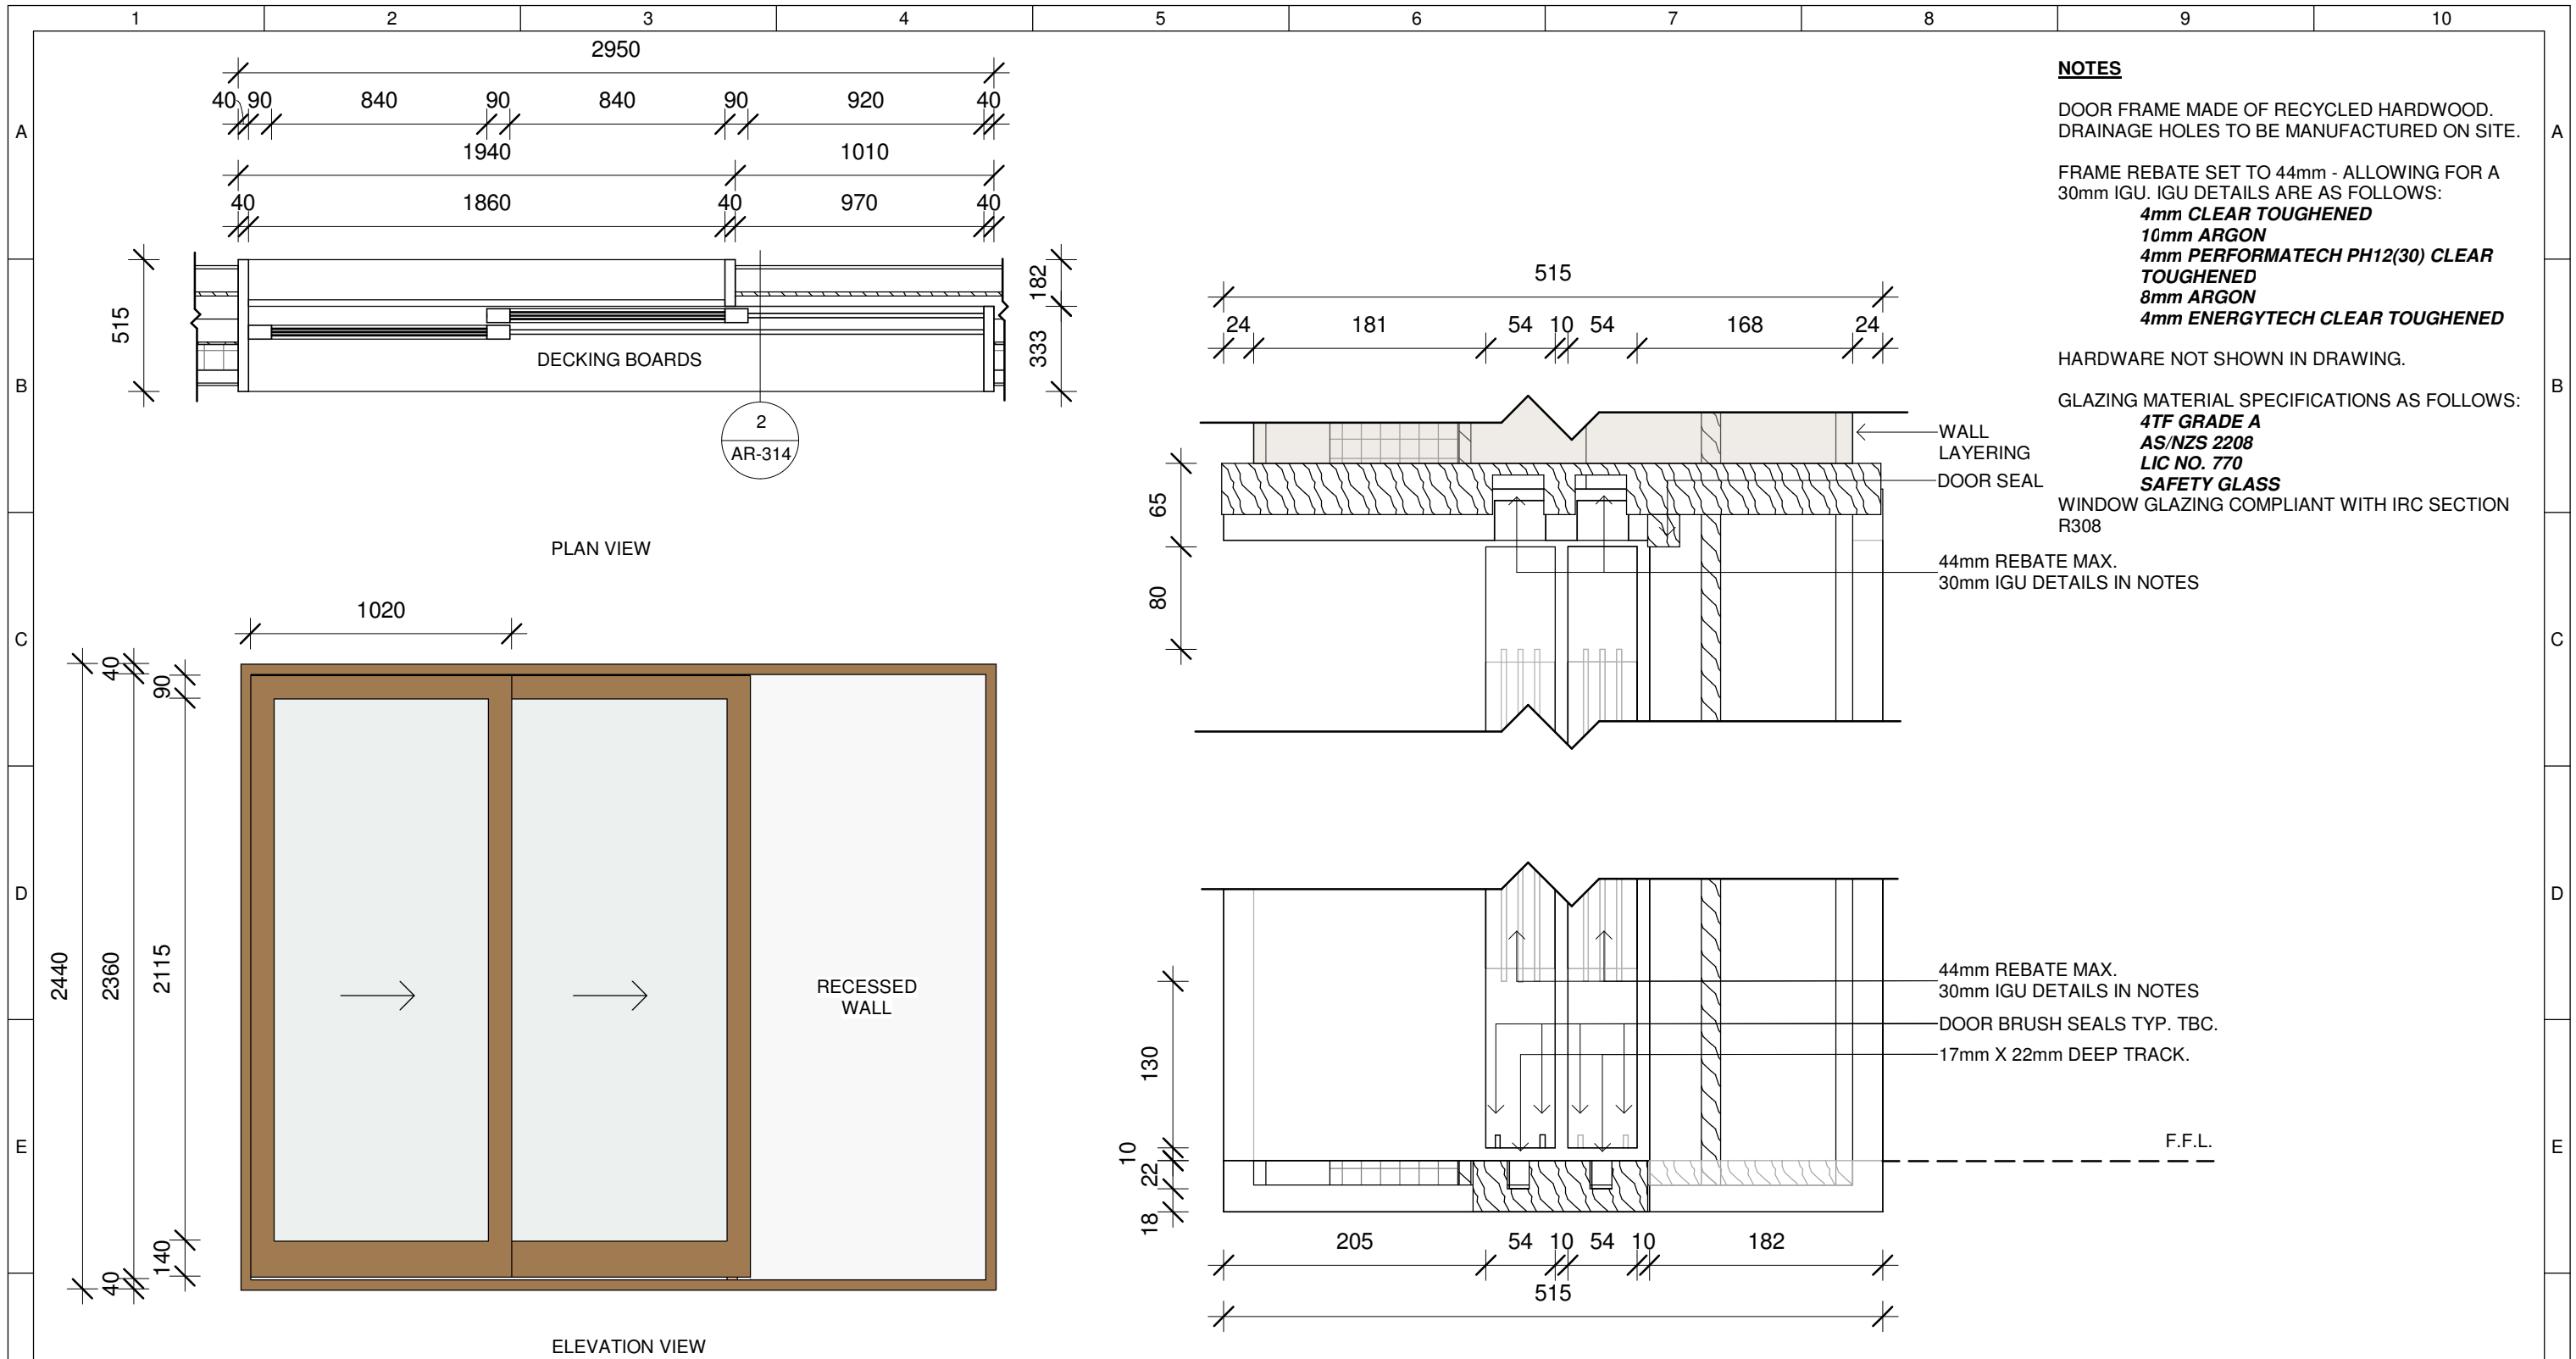 1 2 3 4 5 6 7 8 9 10
A
B
C
D
E
A
B
C
D
E
2950
40 90 840 90 840 90 920 40
1940 1010
40 1860 40 970 40
515
182
333
DECKING BOARDS
2
AR-314
PLAN VIEW
1020
40
90
2440
2360
2115
140
40
RECESSED
WALL
ELEVATION VIEW
515
24 181 54 10 54 168 24
WALL
LAYERING
DOOR SEAL
65
80
44mm REBATE MAX.
30mm IGU DETAILS IN NOTES
44mm REBATE MAX.
30mm IGU DETAILS IN NOTES
DOOR BRUSH SEALS TYP. TBC.
17mm X 22mm DEEP TRACK.
130
10
22
18
F.F.L.
205 54 10 54 10 182
515
NOTES
DOOR FRAME MADE OF RECYCLED HARDWOOD.
DRAINAGE HOLES TO BE MANUFACTURED ON SITE.
FRAME REBATE SET TO 44mm - ALLOWING FOR A
30mm IGU. IGU DETAILS ARE AS FOLLOWS:
4mm CLEAR TOUGHENED
10mm ARGON
4mm PERFORMATECH PH12(30) CLEAR
TOUGHENED
8mm ARGON
4mm ENERGYTECH CLEAR TOUGHENED
HARDWARE NOT SHOWN IN DRAWING.
GLAZING MATERIAL SPECIFICATIONS AS FOLLOWS:
4TF GRADE A
AS/NZS 2208
LIC NO. 770
SAFETY GLASS
WINDOW GLAZING COMPLIANT WITH IRC SECTION
R308